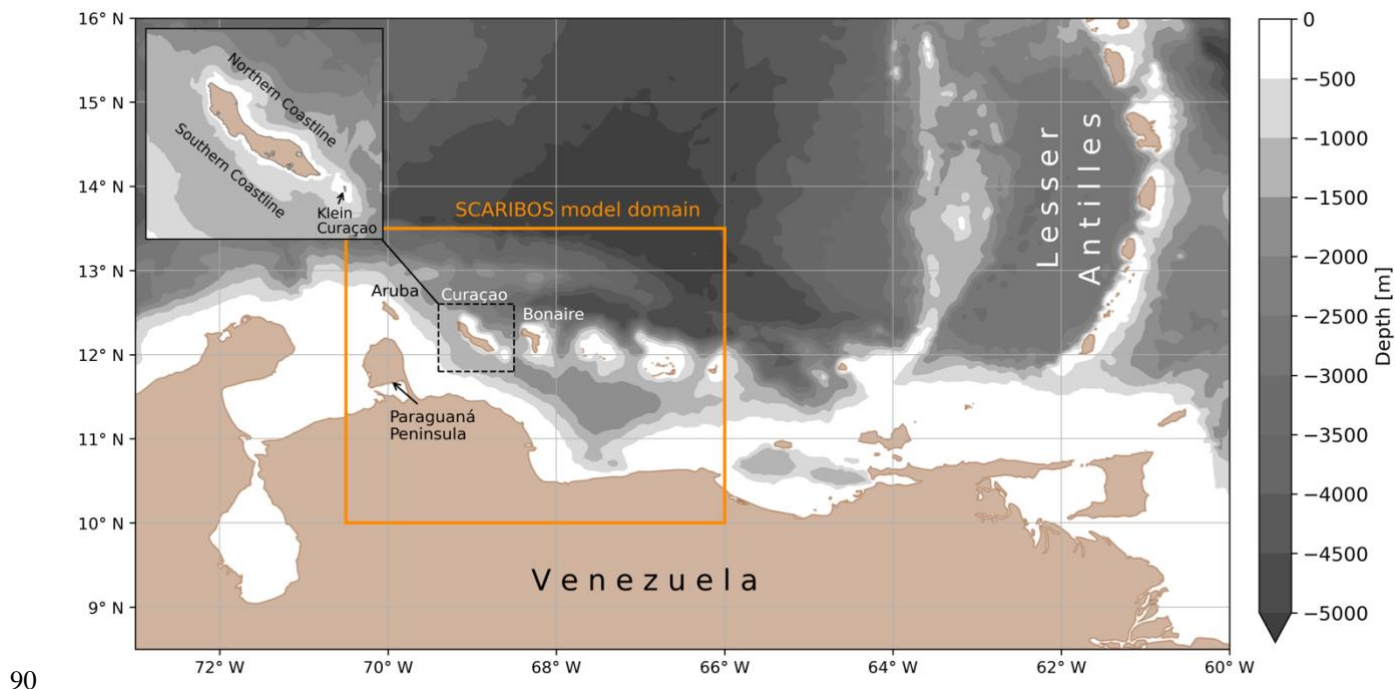 16° N
15° N
14° N
13° N
12° N
11° N
10° N
9° N
72° W
70° W
68° W
66° W
64° W
62° W
60° W
Northern Coastline
Southern Coastline
Klein
Curaçao
SCARIBOS model domain
Aruba
Curaçao
Bonaire
Paraguaná
Peninsula
Venezuela
Lesser
Antilles
0
−500
−1000
−1500
−2000
−2500
−3000
−3500
−4000
−4500
−5000
Depth [m]
90